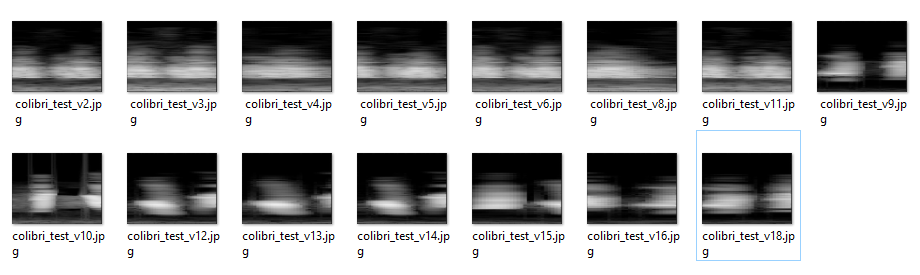 colibri_test_v2.jp colibri_test_v3.jp colibri_test_v4.jp colibri_test_v5.jp colibri_test_v6.jp colibri_test_v8.jp colibri_test_v11.jp colibri_test_v9.jp
g g g g g g g g
colibri_test_v10.jp colibri_test_v12.jp colibri_test_v13.jp colibri_test_v14.jp colibri_test_v15.jp colibri_test_v16.jp colibri_test_v18.jp
g g g g g g g